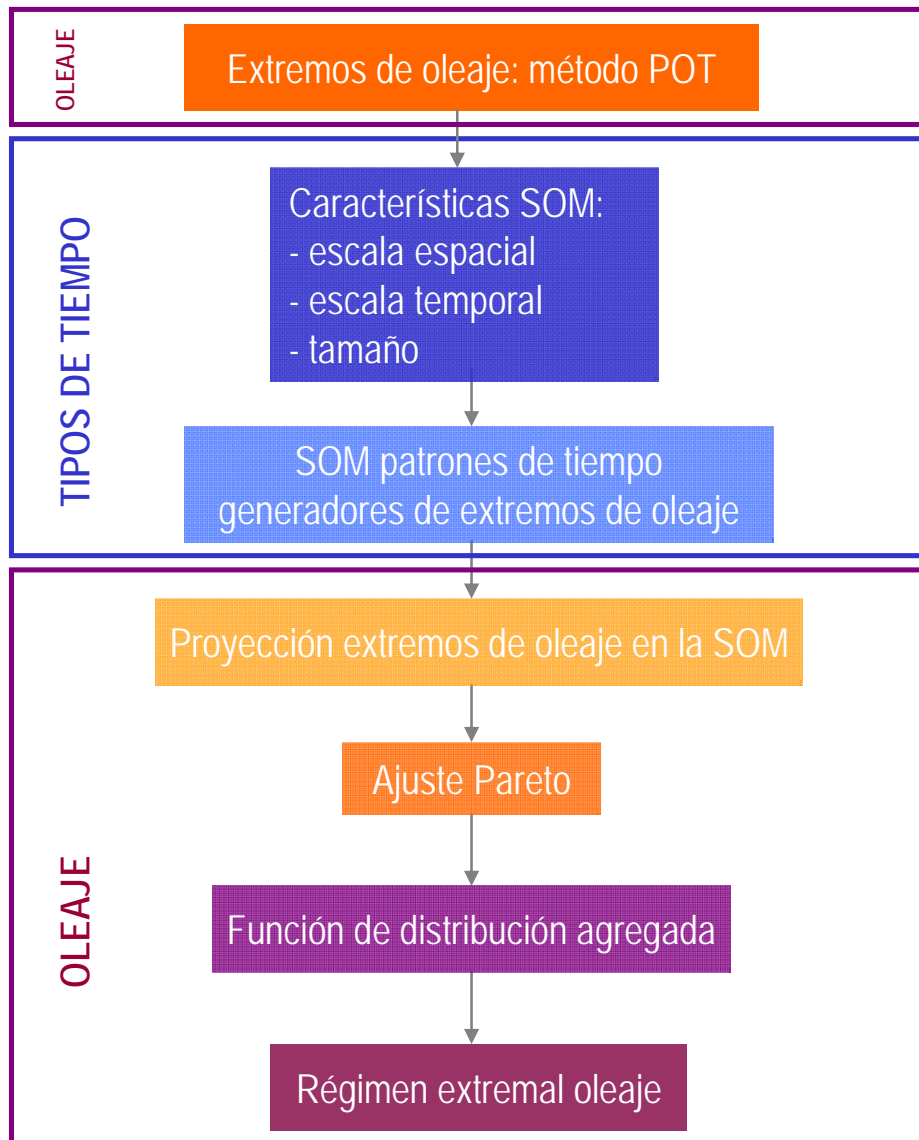 OLEAJE
Extremos de oleaje: método POT
TIPOS DE TIEMPO
Características SOM:
- escala espacial
- escala temporal
- tamaño
SOM patrones de tiempo
generadores de extremos de oleaje
OLEAJE
Proyección extremos de oleaje en la SOM
Ajuste Pareto
Función de distribución agregada
Régimen extremal oleaje